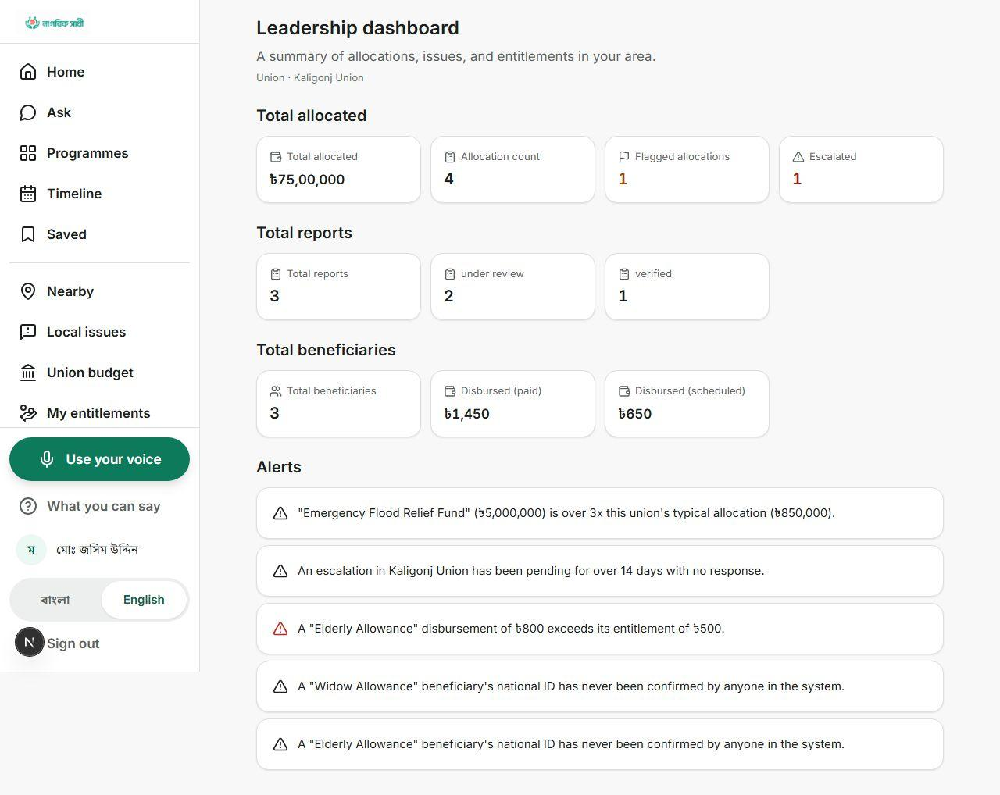 নাগরিক সাথী
Home
Ask
Programmes
Timeline
Saved
Nearby
Local issues
Union budget
My entitlements
Use your voice
What you can say
ম
মোঃ জসিম উদ্দিন
বাংলা
English
N
Sign out
Leadership dashboard
A summary of allocations, issues, and entitlements in your area.
Union · Kaligonj Union
Total allocated
Total allocated
৳75,00,000
Allocation count
4
Flagged allocations
1
Escalated
1
Total reports
Total reports
3
under review
2
verified
1
Total beneficiaries
Total beneficiaries
3
Disbursed (paid)
৳1,450
Disbursed (scheduled)
৳650
Alerts
"Emergency Flood Relief Fund" (৳5,000,000) is over 3x this union's typical allocation (৳850,000).
An escalation in Kaligonj Union has been pending for over 14 days with no response.
A "Elderly Allowance" disbursement of ৳800 exceeds its entitlement of ৳500.
A "Widow Allowance" beneficiary's national ID has never been confirmed by anyone in the system.
A "Elderly Allowance" beneficiary's national ID has never been confirmed by anyone in the system.